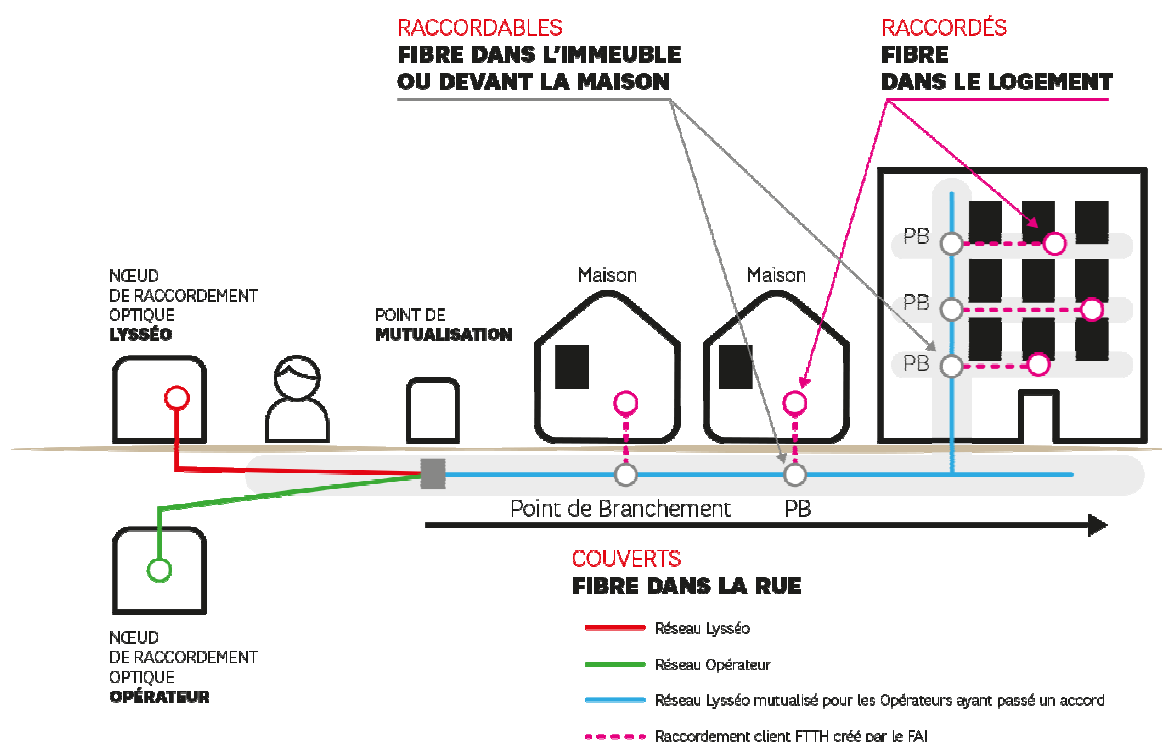 RACCORDABLES
FIBRE DANS L'IMMEUBLE
OU DEVANT LA MAISON
RACCORDÉS
FIBRE
DANS LE LOGEMENT
NŒUD
DE RACCORDEMENT
OPTIQUE
LYSSÉO
POINT DE
MUTUALISATION
Maison
Maison
PB
PB
PB
Point de Branchement
PB
NŒUD
DE RACCORDEMENT
OPTIQUE
OPÉRATEUR
COUVERTS
FIBRE DANS LA RUE
Réseau Lysséo
Réseau Opérateur
Réseau Lysséo mutualisé pour les Opérateurs ayant passé un accord
Raccordement client FTTH créé par le FAI